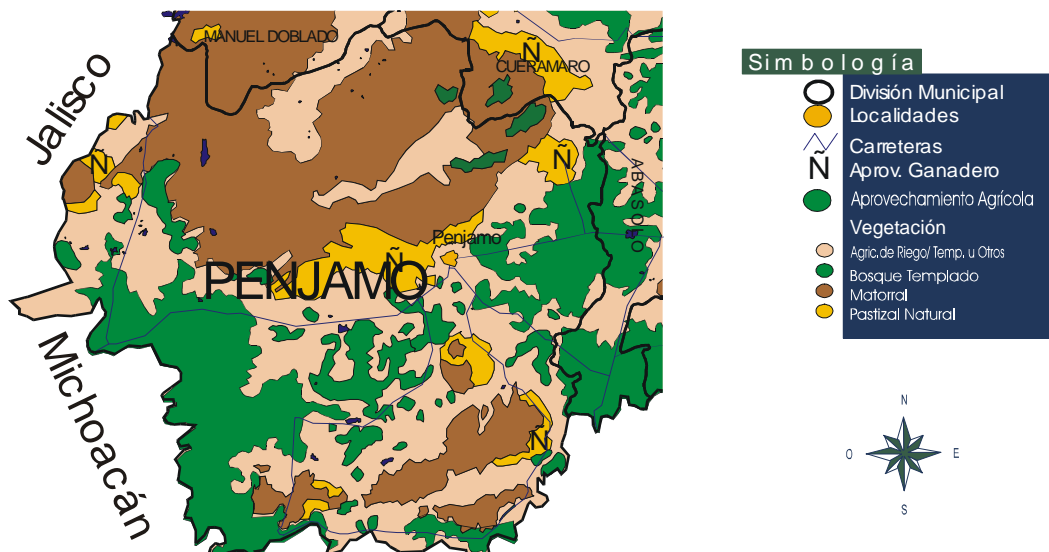 MANUEL DOBLADO
Ñ
CUERAMARO
Jalisco
Ñ
Ñ
ABASOLO
Penjamo
Ñ
PENJAMO
Michoacán
Ñ
Simbología
División Municipal
Localidades
Carreteras
Ñ Aprov. Ganadero
Aprovechamiento Agrícola
Vegetación
Agric. de Riego/ Temp. u Otros
Bosque Templado
Matorral
Pastizal Natural
N
O E
S